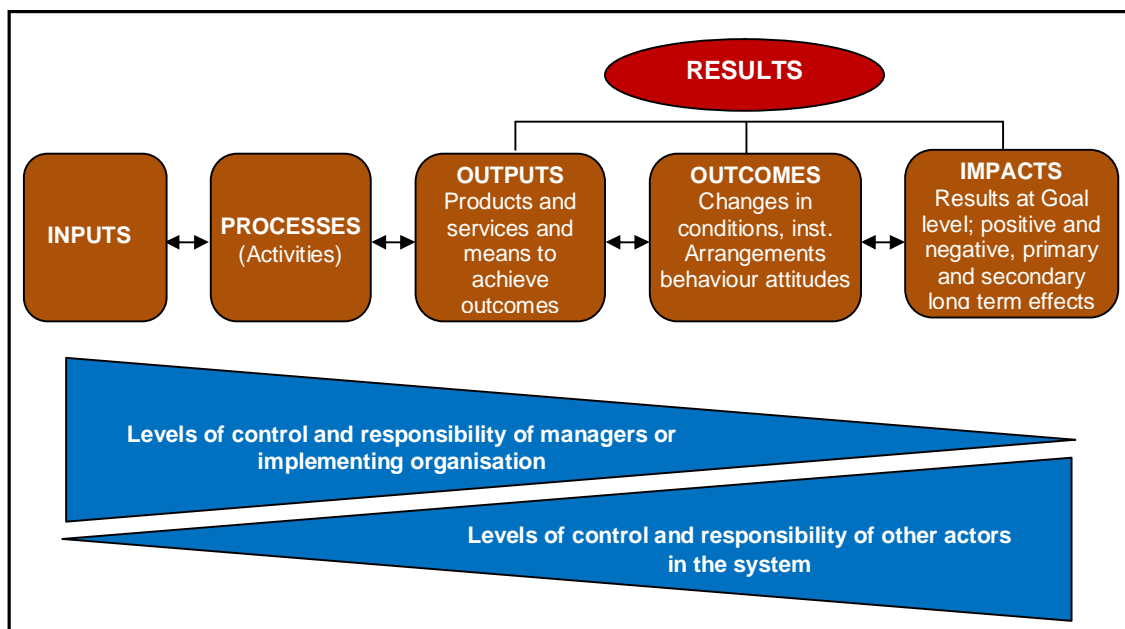 RESULTS
INPUTS
PROCESSES
(Activities)
OUTPUTS
Products and
services and
means to
achieve
outcomes
OUTCOMES
Changes in
conditions, inst.
Arrangements
behaviour attitudes
IMPACTS
Results at Goal
level; positive and
negative, primary
and secondary
long term effects
Levels of control and responsibility of managers or
implementing organisation
Levels of control and responsibility of other actors
in the system